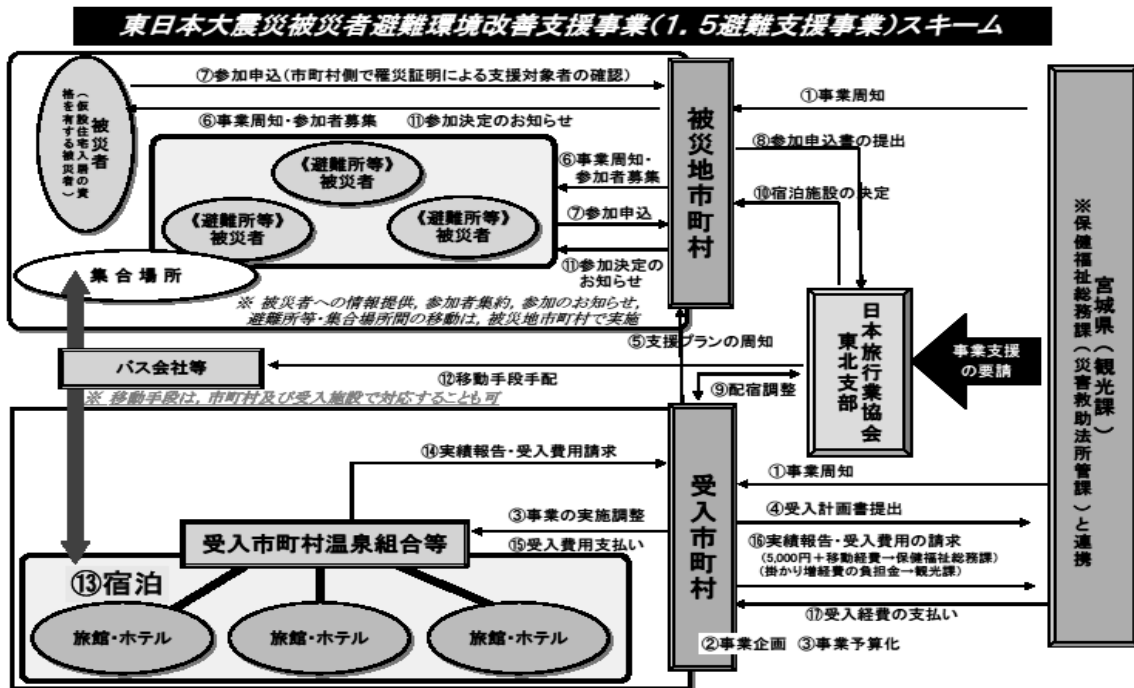 東日本大震災被災者避難環境改善支援事業(1．5避難支援事業)スキーム
⑦参加申込(市町村側で罹災証明による支援対象者の確認)
①事業周知
⑥事業周知・参加者募集　⑪参加決定のお知らせ
被災者
(仮設住宅入居の資
格を有する被災者)
《避難所等》
被災者
《避難所等》
被災者
《避難所等》
被災者
⑥事業周知・
参加者募集
⑦参加申込
⑪参加決定の
お知らせ
被災地市町村
⑧参加申込書の提出
⑩宿泊施設の決定
集合場所
※ 被災者への情報提供，参加者集約，参加のお知らせ，
避難所等・集合場所間の移動は，被災地市町村で実施
宮城県(観光課)
※保健福祉総務課(災害救助法所管課)と連携
日本旅行業協会
東北支部
事業支援
の要請
⑤支援プランの周知
バス会社等
⑫移動手段手配
※ 移動手段は，市町村及び受入施設で対応することも可
⑨配宿調整
⑭実績報告・受入費用請求
受入市町村
①事業周知
③事業の実施調整
④受入計画書提出
受入市町村温泉組合等
⑮受入費用支払い
⑯実績報告・受入費用の請求
(5,000円＋移動経費→保健福祉総務課)
(掛かり増経費の負担金→観光課)
⑬宿泊
⑰受入経費の支払い
旅館・ホテル
旅館・ホテル
旅館・ホテル
②事業企画　③事業予算化